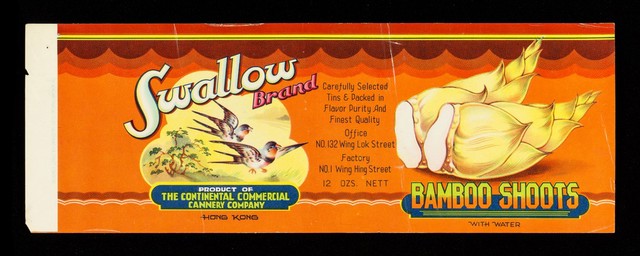 Swallow
Brand
PRODUCT OF
THE CONTINENTAL COMMERCIAL
CANNERY COMPANY
HONG KONG
Carefully Selected
Tins & Packed in
Flavor Purity And
Finest Quality
Office
NO.132 Wing Lok Street
Factory
NO.1 Wing Hing Street
12 OZS. NETT
BAMBOO SHOOTS
WITH WATER